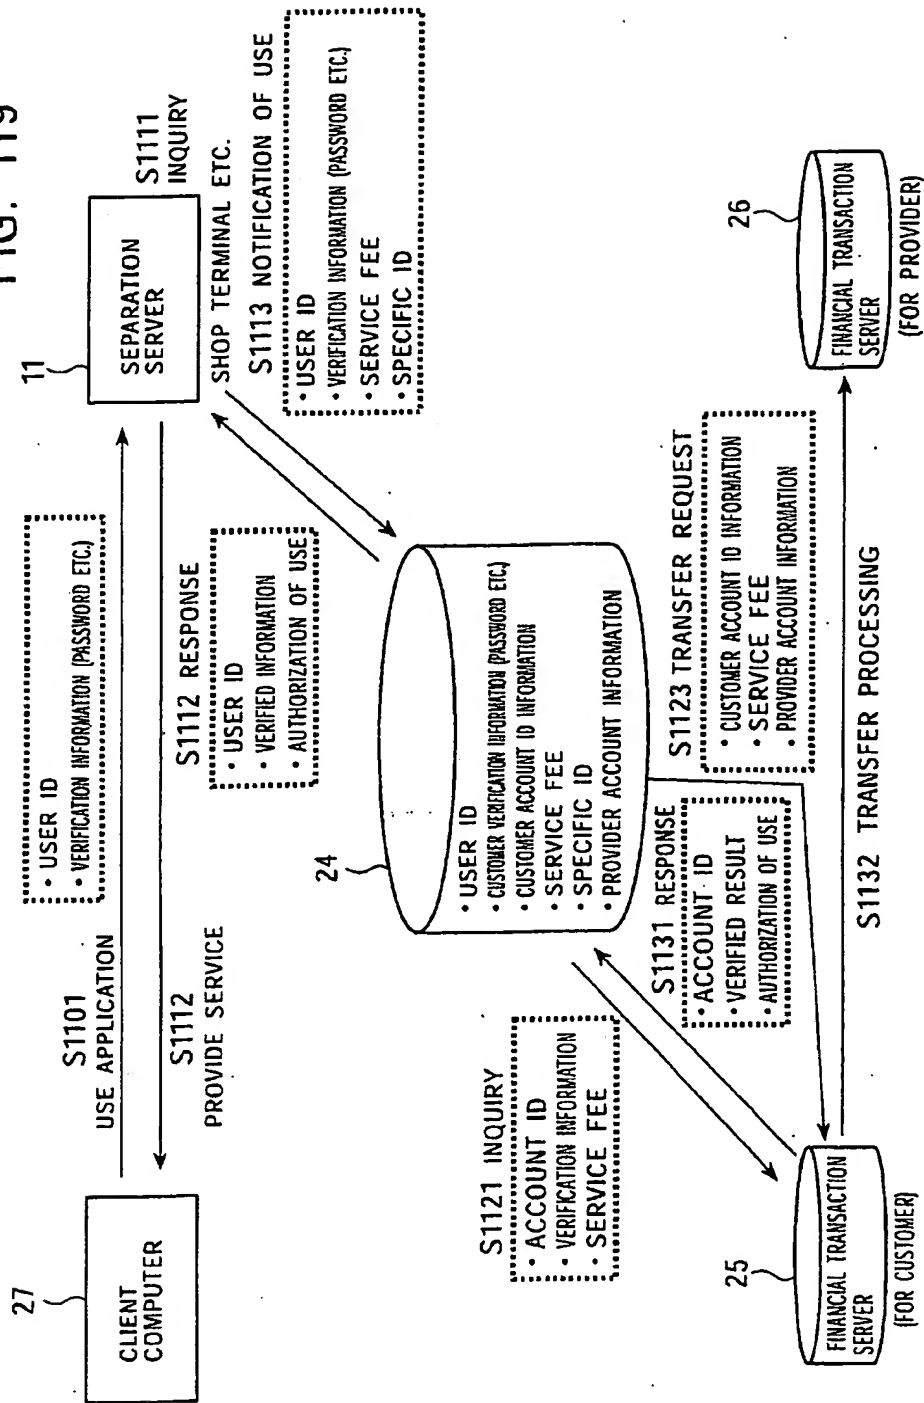 FIG. 119
27
CLIENT
COMPUTER
S1101
USE APPLICATION
• USER ID
• VERIFICATION INFORMATION (PASSWORD ETC.)
11
SEPARATION
SERVER
S1111
INQUIRY
SHOP TERMINAL ETC.
S1112
PROVIDE SERVICE
S1112 RESPONSE
• USER ID
• VERIFIED INFORMATION
• AUTHORIZATION OF USE
S1113 NOTIFICATION OF USE
• USER ID
• VERIFICATION INFORMATION (PASSWORD ETC.)
• SERVICE FEE
• SPECIFIC ID
24
• USER ID
• CUSTOMER VERIFICATION INFORMATION (PASSWORD ETC.)
• CUSTOMER ACCOUNT ID INFORMATION
• SERVICE FEE
• SPECIFIC ID
• PROVIDER ACCOUNT INFORMATION
S1121 INQUIRY
• ACCOUNT ID
• VERIFICATION INFORMATION
• SERVICE FEE
S1131 RESPONSE
• ACCOUNT ID
• VERIFIED RESULT
• AUTHORIZATION OF USE
S1123 TRANSFER REQUEST
• CUSTOMER ACCOUNT ID INFORMATION
• SERVICE FEE
• PROVIDER ACCOUNT INFORMATION
25
FINANCIAL TRANSACTION
SERVER
(FOR CUSTOMER)
S1132 TRANSFER PROCESSING
26
FINANCIAL TRANSACTION
SERVER
(FOR PROVIDER)